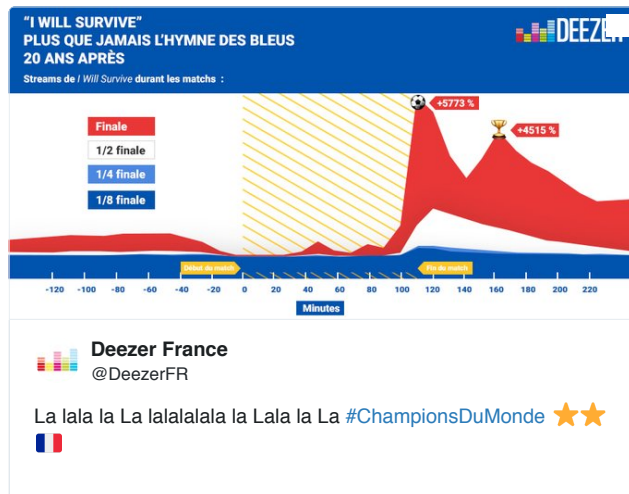 “I WILL SURVIVE”
PLUS QUE JAMAIS L’HYMNE DES BLEUS
20 ANS APRÈS
Streams de I Will Survive durant les matchs :
DEEZER
+5773 %
+4515 %
Finale
1/2 finale
1/4 finale
1/8 finale
Début du match
Fin du match
-120 -100 -80 -60 -40 -20 0 20 40 60 80 100 120 140 160 180 200 220
Minutes
Deezer France
@DeezerFR
La lala la La lalalalala la Lala la La #ChampionsDuMonde ⭐⭐
🇫🇷